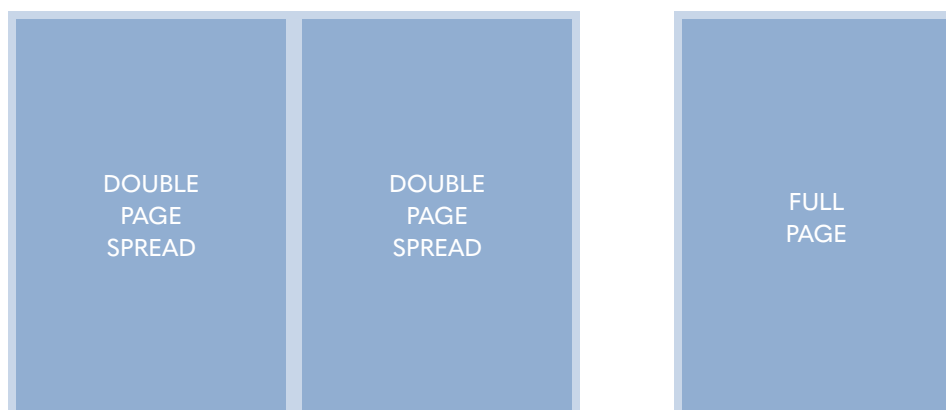 DOUBLE
PAGE
SPREAD
DOUBLE
PAGE
SPREAD
FULL
PAGE